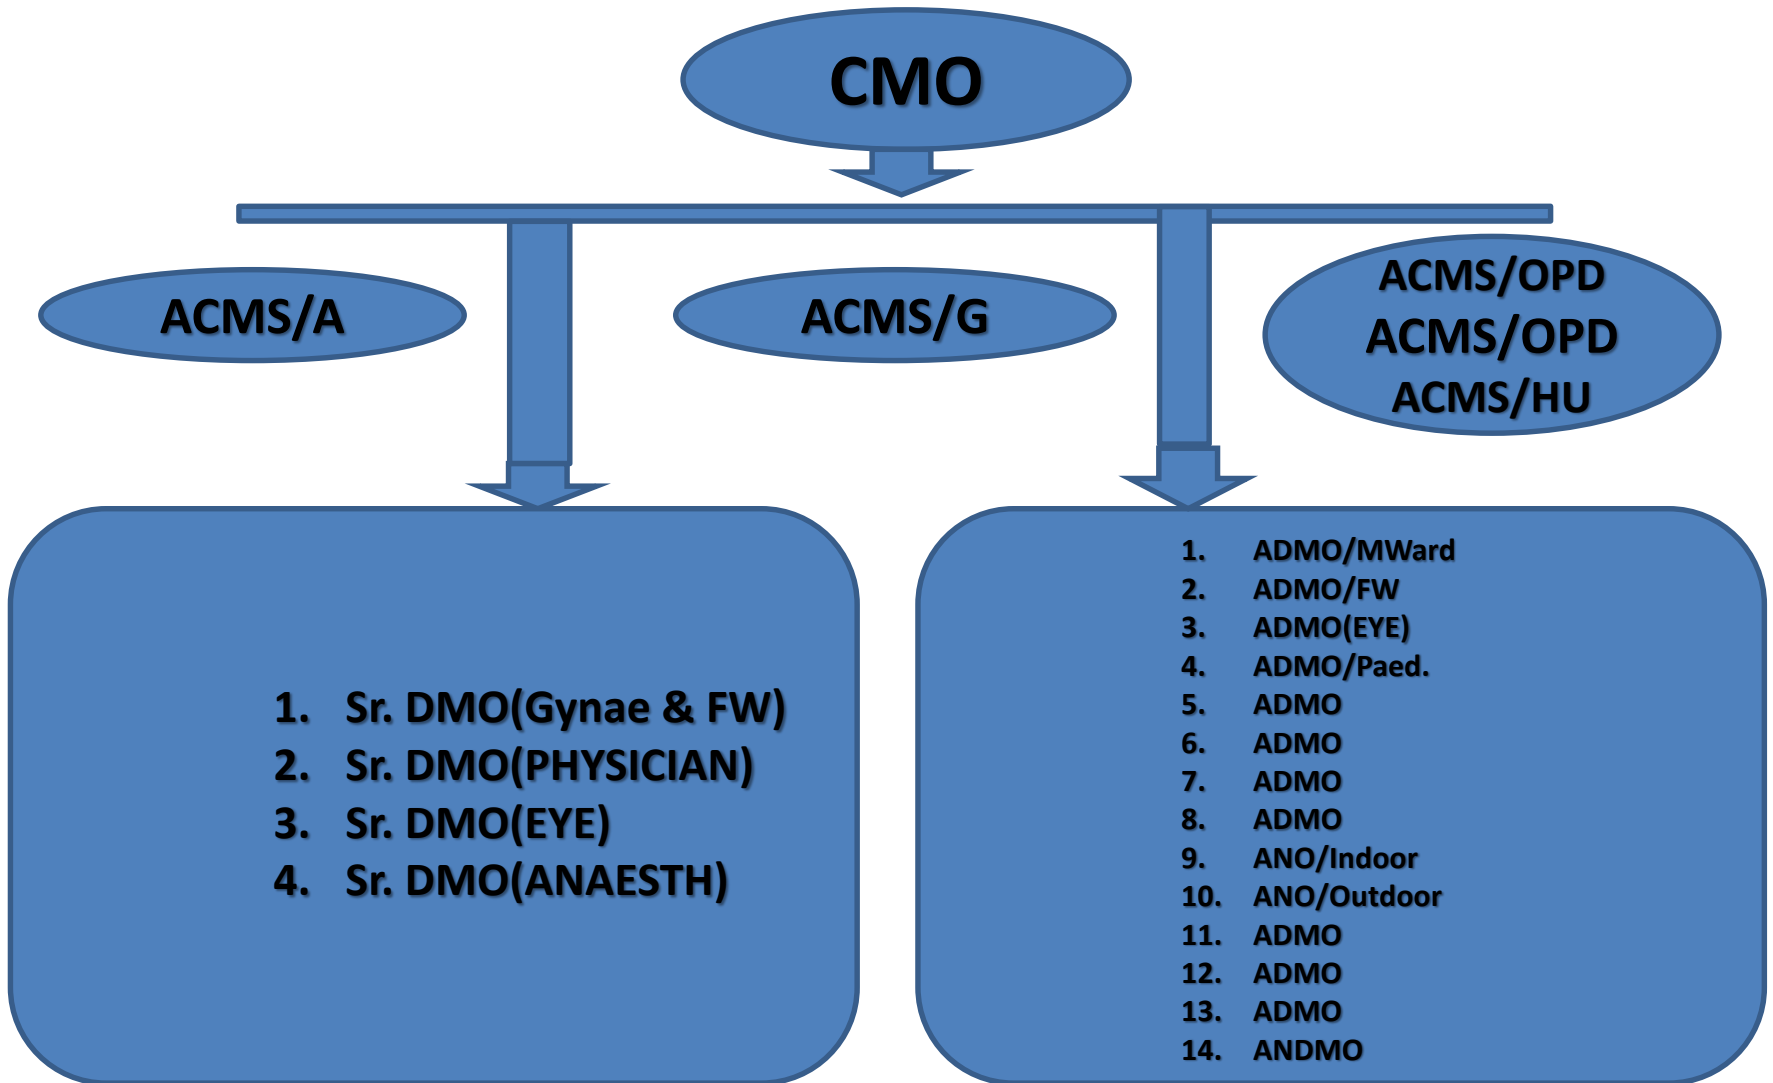 CMO
ACMS/A
ACMS/G
ACMS/OPD
ACMS/OPD
ACMS/HU
1. Sr. DMO(Gynae & FW)
2. Sr. DMO(PHYSICIAN)
3. Sr. DMO(EYE)
4. Sr. DMO(ANAESTH)
1. ADMO/MWard
2. ADMO/FW
3. ADMO(EYE)
4. ADMO/Paed.
5. ADMO
6. ADMO
7. ADMO
8. ADMO
9. ANO/Indoor
10. ANO/Outdoor
11. ADMO
12. ADMO
13. ADMO
14. ANDMO